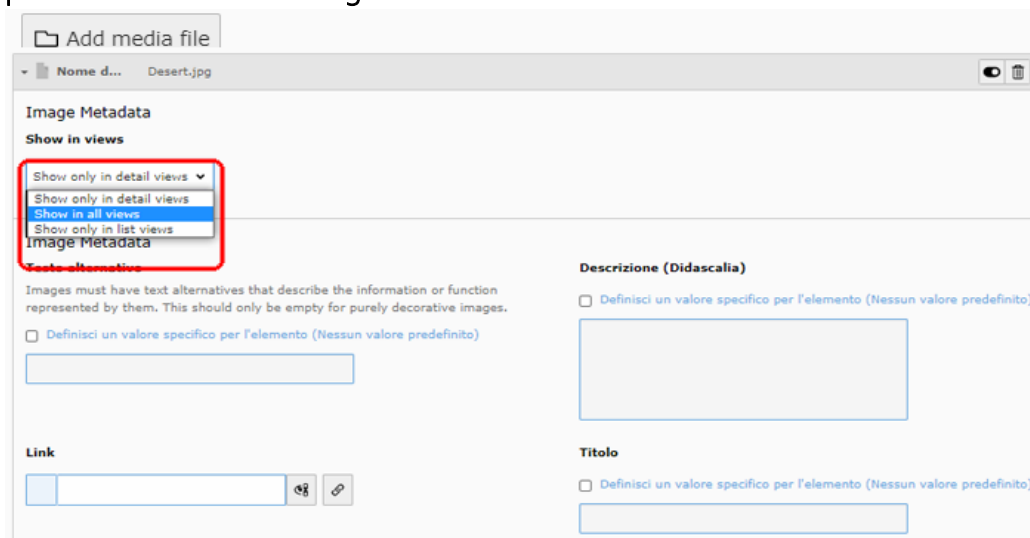 Add media file
Nome d... Desert.jpg
Image Metadata
Show in views
Show only in detail views
Show only in detail views
Show in all views
Show only in list views
Image Metadata
Testo alternativo
Descrizione (Didascalia)
Images must have text alternatives that describe the information or function
represented by them. This should only be empty for purely decorative images.
Definisci un valore specifico per l'elemento (Nessun valore predefinito)
Definisci un valore specifico per l'elemento (Nessun valore predefinito)
Link
Titolo
Definisci un valore specifico per l'elemento (Nessun valore predefinito)